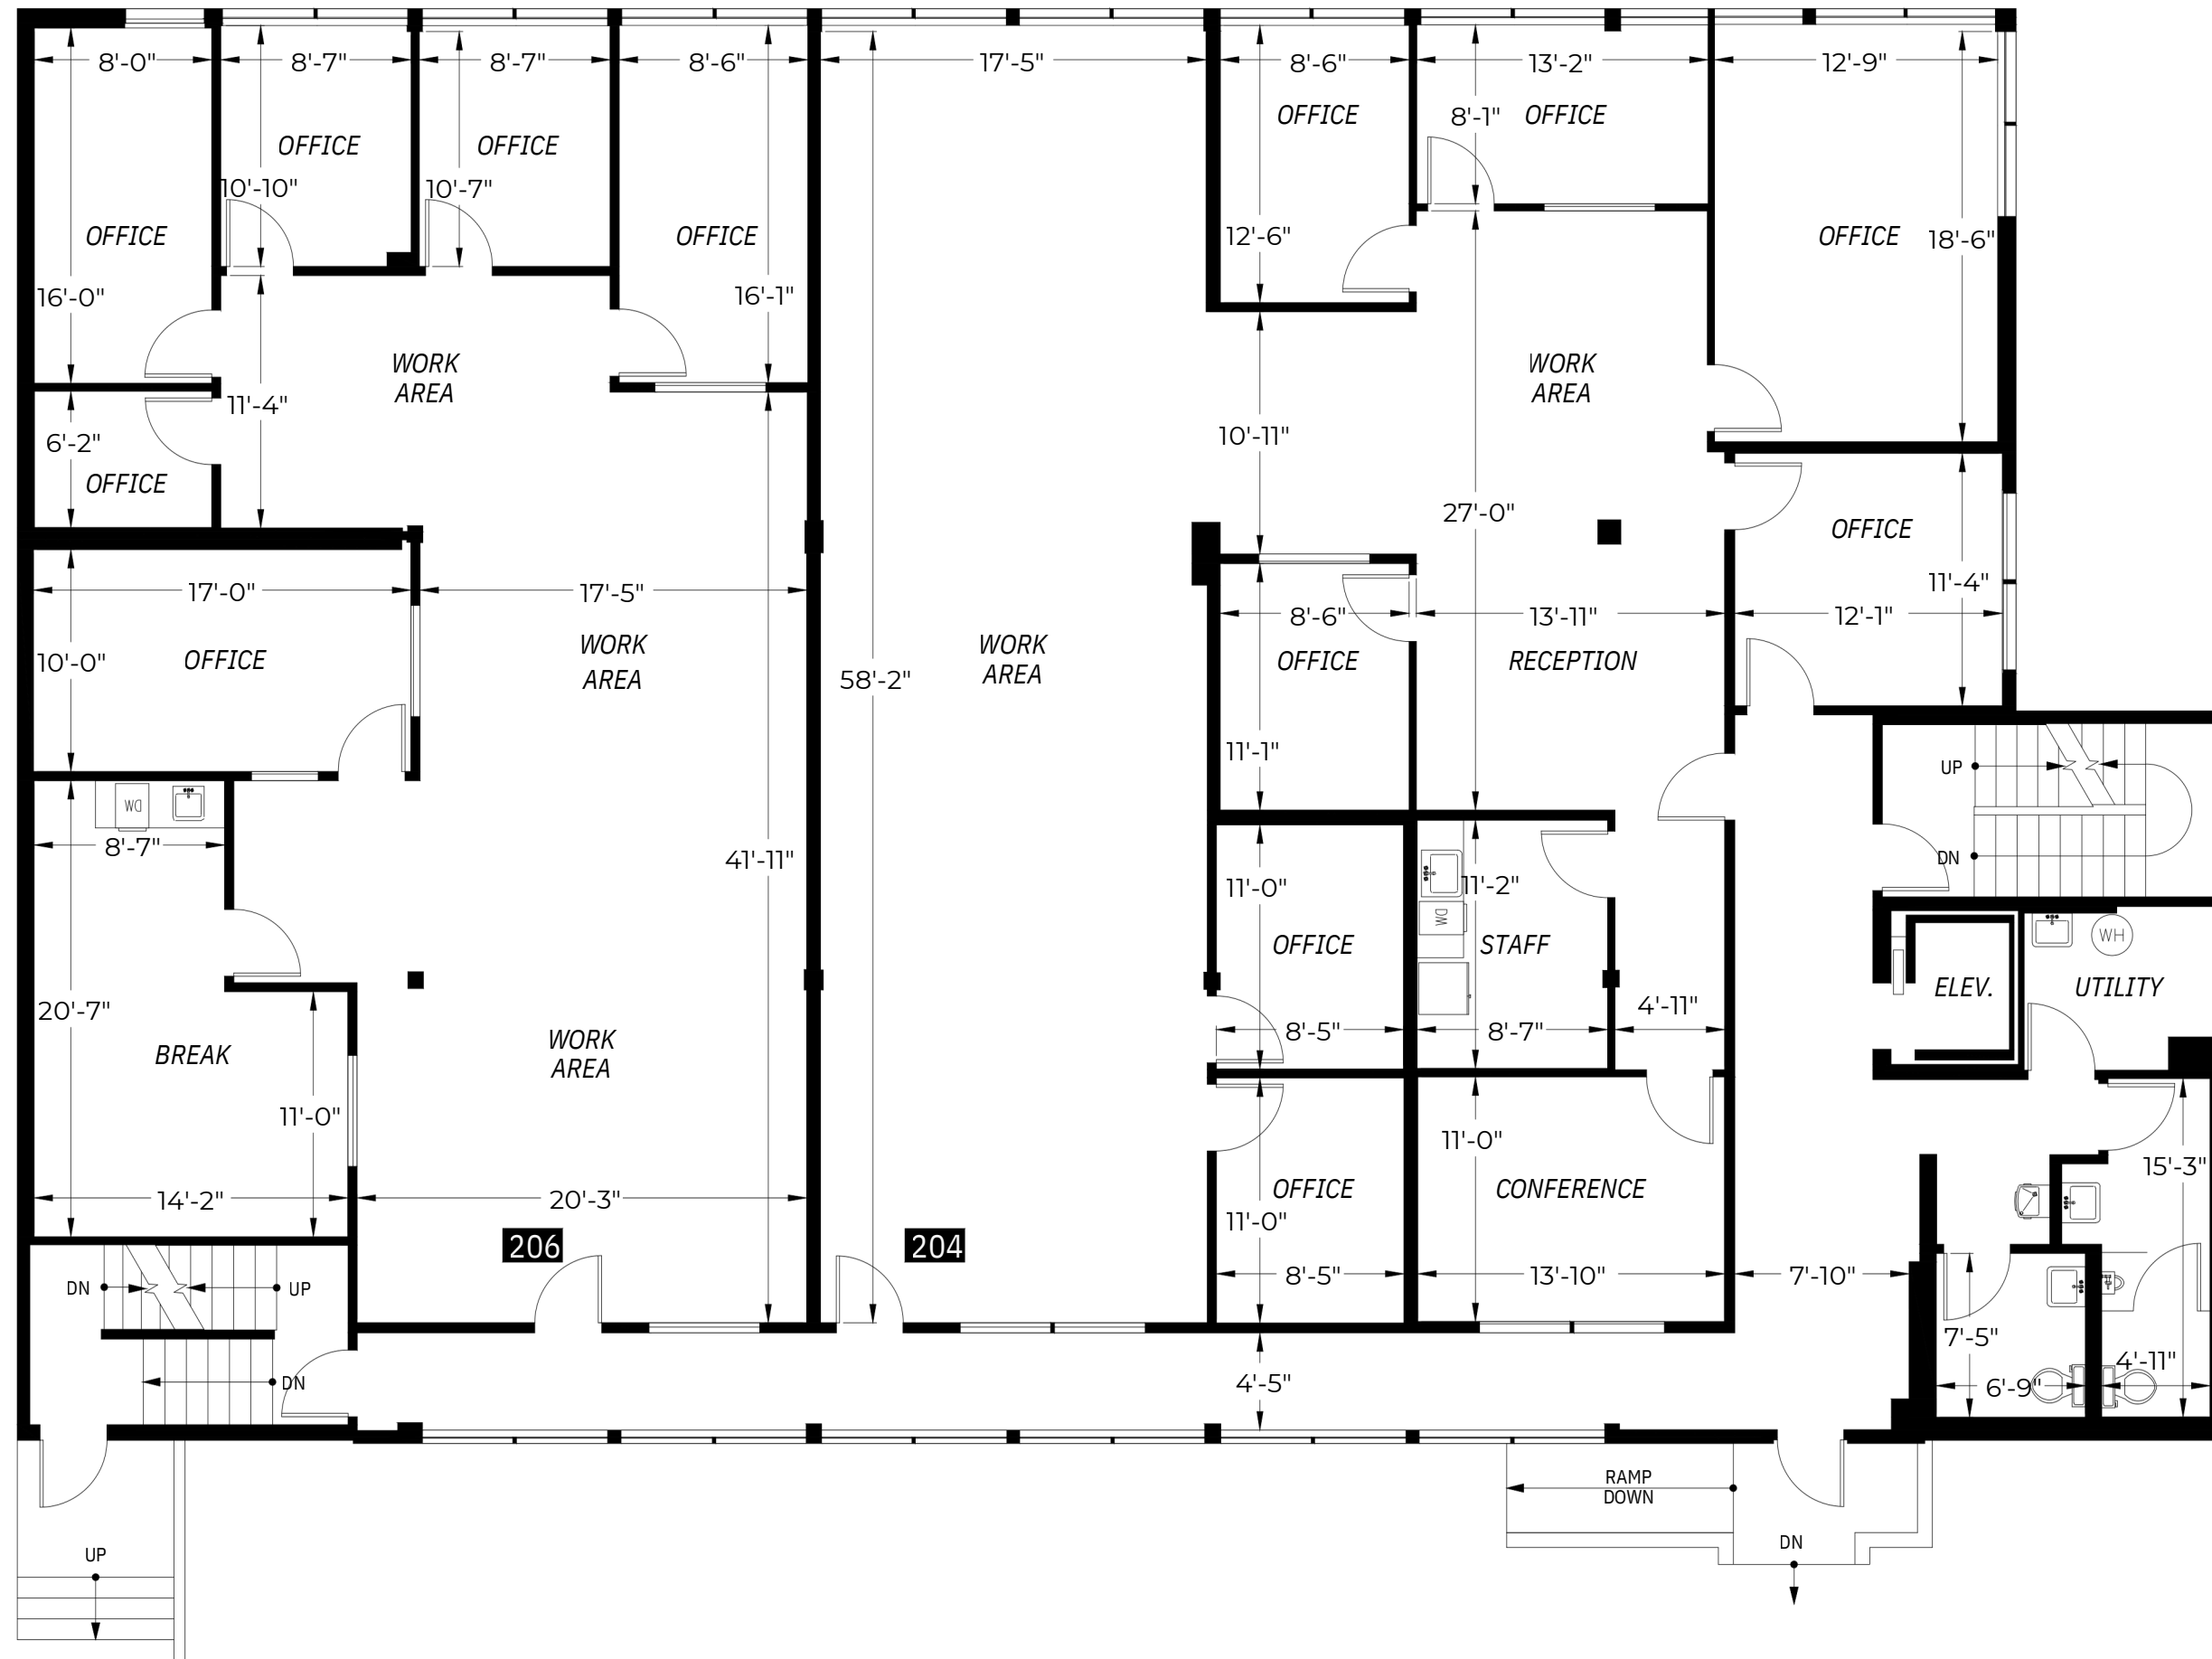 8'-0"
8'-7"
8'-7"
8'-6"
17'-5"
8'-6"
13'-2"
12'-9"
OFFICE
8'-1"
OFFICE
OFFICE
OFFICE
10'-10"
10'-7"
OFFICE
OFFICE
12'-6"
OFFICE
18'-6"
16'-0"
16'-1"
WORK
AREA
WORK
AREA
11'-4"
6'-2"
10'-11"
OFFICE
27'-0"
OFFICE
17'-0"
17'-5"
11'-4"
8'-6"
13'-11"
12'-1"
10'-0"
OFFICE
WORK
AREA
WORK
AREA
58'-2"
OFFICE
RECEPTION
11'-1"
UP
DW
8'-7"
41'-11"
DN
11'-0"
11'-2"
DW
OFFICE
STAFF
WH
20'-7"
ELEV.
UTILITY
4'-11"
BREAK
WORK
AREA
8'-5"
8'-7"
11'-0"
11'-0"
15'-3"
14'-2"
20'-3"
OFFICE
CONFERENCE
11'-0"
206
204
DN
UP
8'-5"
13'-10"
7'-10"
7'-5"
DN
4'-5"
6'-9"
4'-11"
RAMP
DOWN
UP
DN